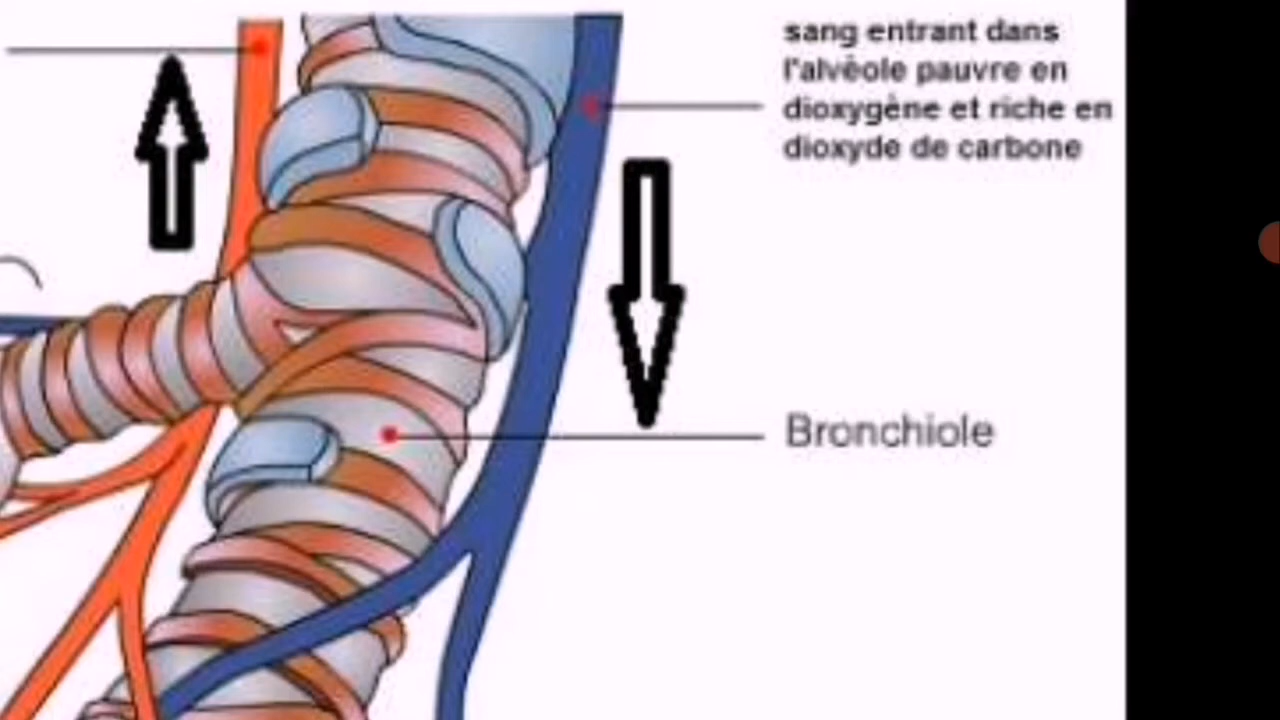 sang entrant dans
l'alvéole pauvre en
dioxygène et riche en
dioxyde de carbone
Bronchiole